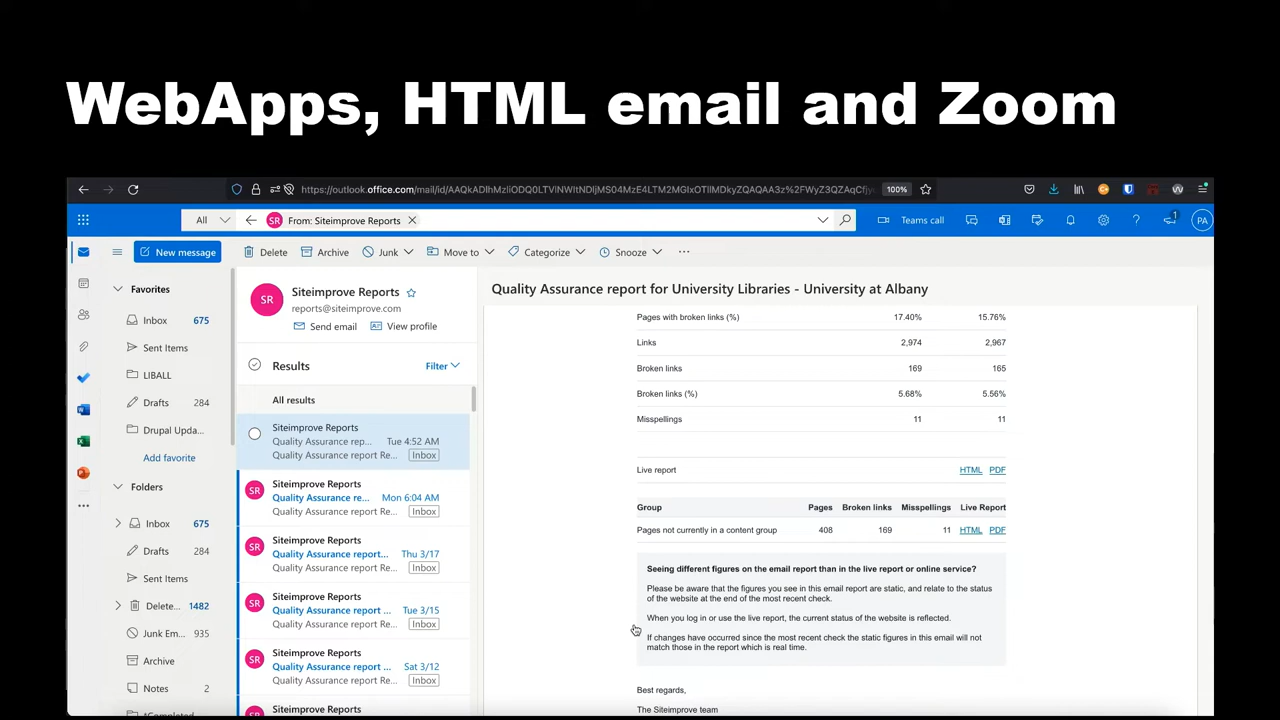 WebApps, HTML email and Zoom
https://outlook.office.com/mail/id/
100%
All
SR From: Siteimprove Reports
Teams call
1
PA
New message
Delete
Archive
Junk
Move to
Categorize
Snooze
Favorites
Inbox 675
Sent Items
LIBALL
Drafts 284
Drupal Upda...
Add favorite
Folders
Inbox 675
Drafts 284
Sent Items
Delete... 1482
Junk Em... 935
Archive
Notes 2
SR
Siteimprove Reports
reports@siteimprove.com
Send email
View profile
Results
Filter
All results
Siteimprove Reports
Quality Assurance rep... Tue 4:52 AM
Quality Assurance report Re... Inbox
SR Siteimprove Reports
Quality Assurance re... Mon 6:04 AM
Quality Assurance report Re... Inbox
SR Siteimprove Reports
Quality Assurance report... Thu 3/17
Quality Assurance report Re... Inbox
SR Siteimprove Reports
Quality Assurance report ... Tue 3/15
Quality Assurance report Re... Inbox
SR Siteimprove Reports
Quality Assurance report ... Sat 3/12
Quality Assurance report Re... Inbox
SR Siteimprove Reports
Quality Assurance report for University Libraries - University at Albany
Pages with broken links (%) 17.40% 15.76%
Links 2,974 2,967
Broken links 169 165
Broken links (%) 5.68% 5.56%
Misspellings 11 11
Live report HTML PDF
Group Pages Broken links Misspellings Live Report
Pages not currently in a content group 408 169 11 HTML PDF
Seeing different figures on the email report than in the live report or online service?
Please be aware that the figures you see in this email report are static, and relate to the status
of the website at the end of the most recent check.
When you log in or use the live report, the current status of the website is reflected.
If changes have occurred since the most recent check the static figures in this email will not
match those in the report which is real time.
Best regards,
The Siteimprove team